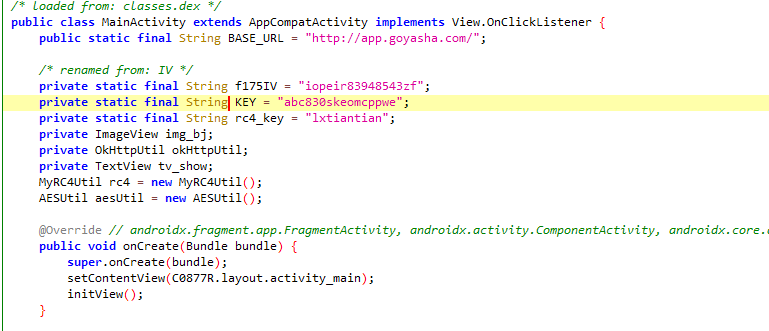 /* loaded from: classes.dex */
public class MainActivity extends AppCompatActivity implements View.OnClickListener {
public static final String BASE_URL = "http://app.goyasha.com/";
/* renamed from: IV */
private static final String f175IV = "iopeir83948543zf";
private static final String KEY = "abc830skeomcppwe";
private static final String rc4_key = "lxtiantian";
private ImageView img_bj;
private OkHttpUtil okHttpUtil;
private TextView tv_show;
MyRC4Util rc4 = new MyRC4Util();
AESUtil aesUtil = new AESUtil();
@Override // androidx.fragment.app.FragmentActivity, androidx.activity.ComponentActivity, androidx.core.
public void onCreate(Bundle bundle) {
super.onCreate(bundle);
setContentView(C0877R.layout.activity_main);
initView();
}